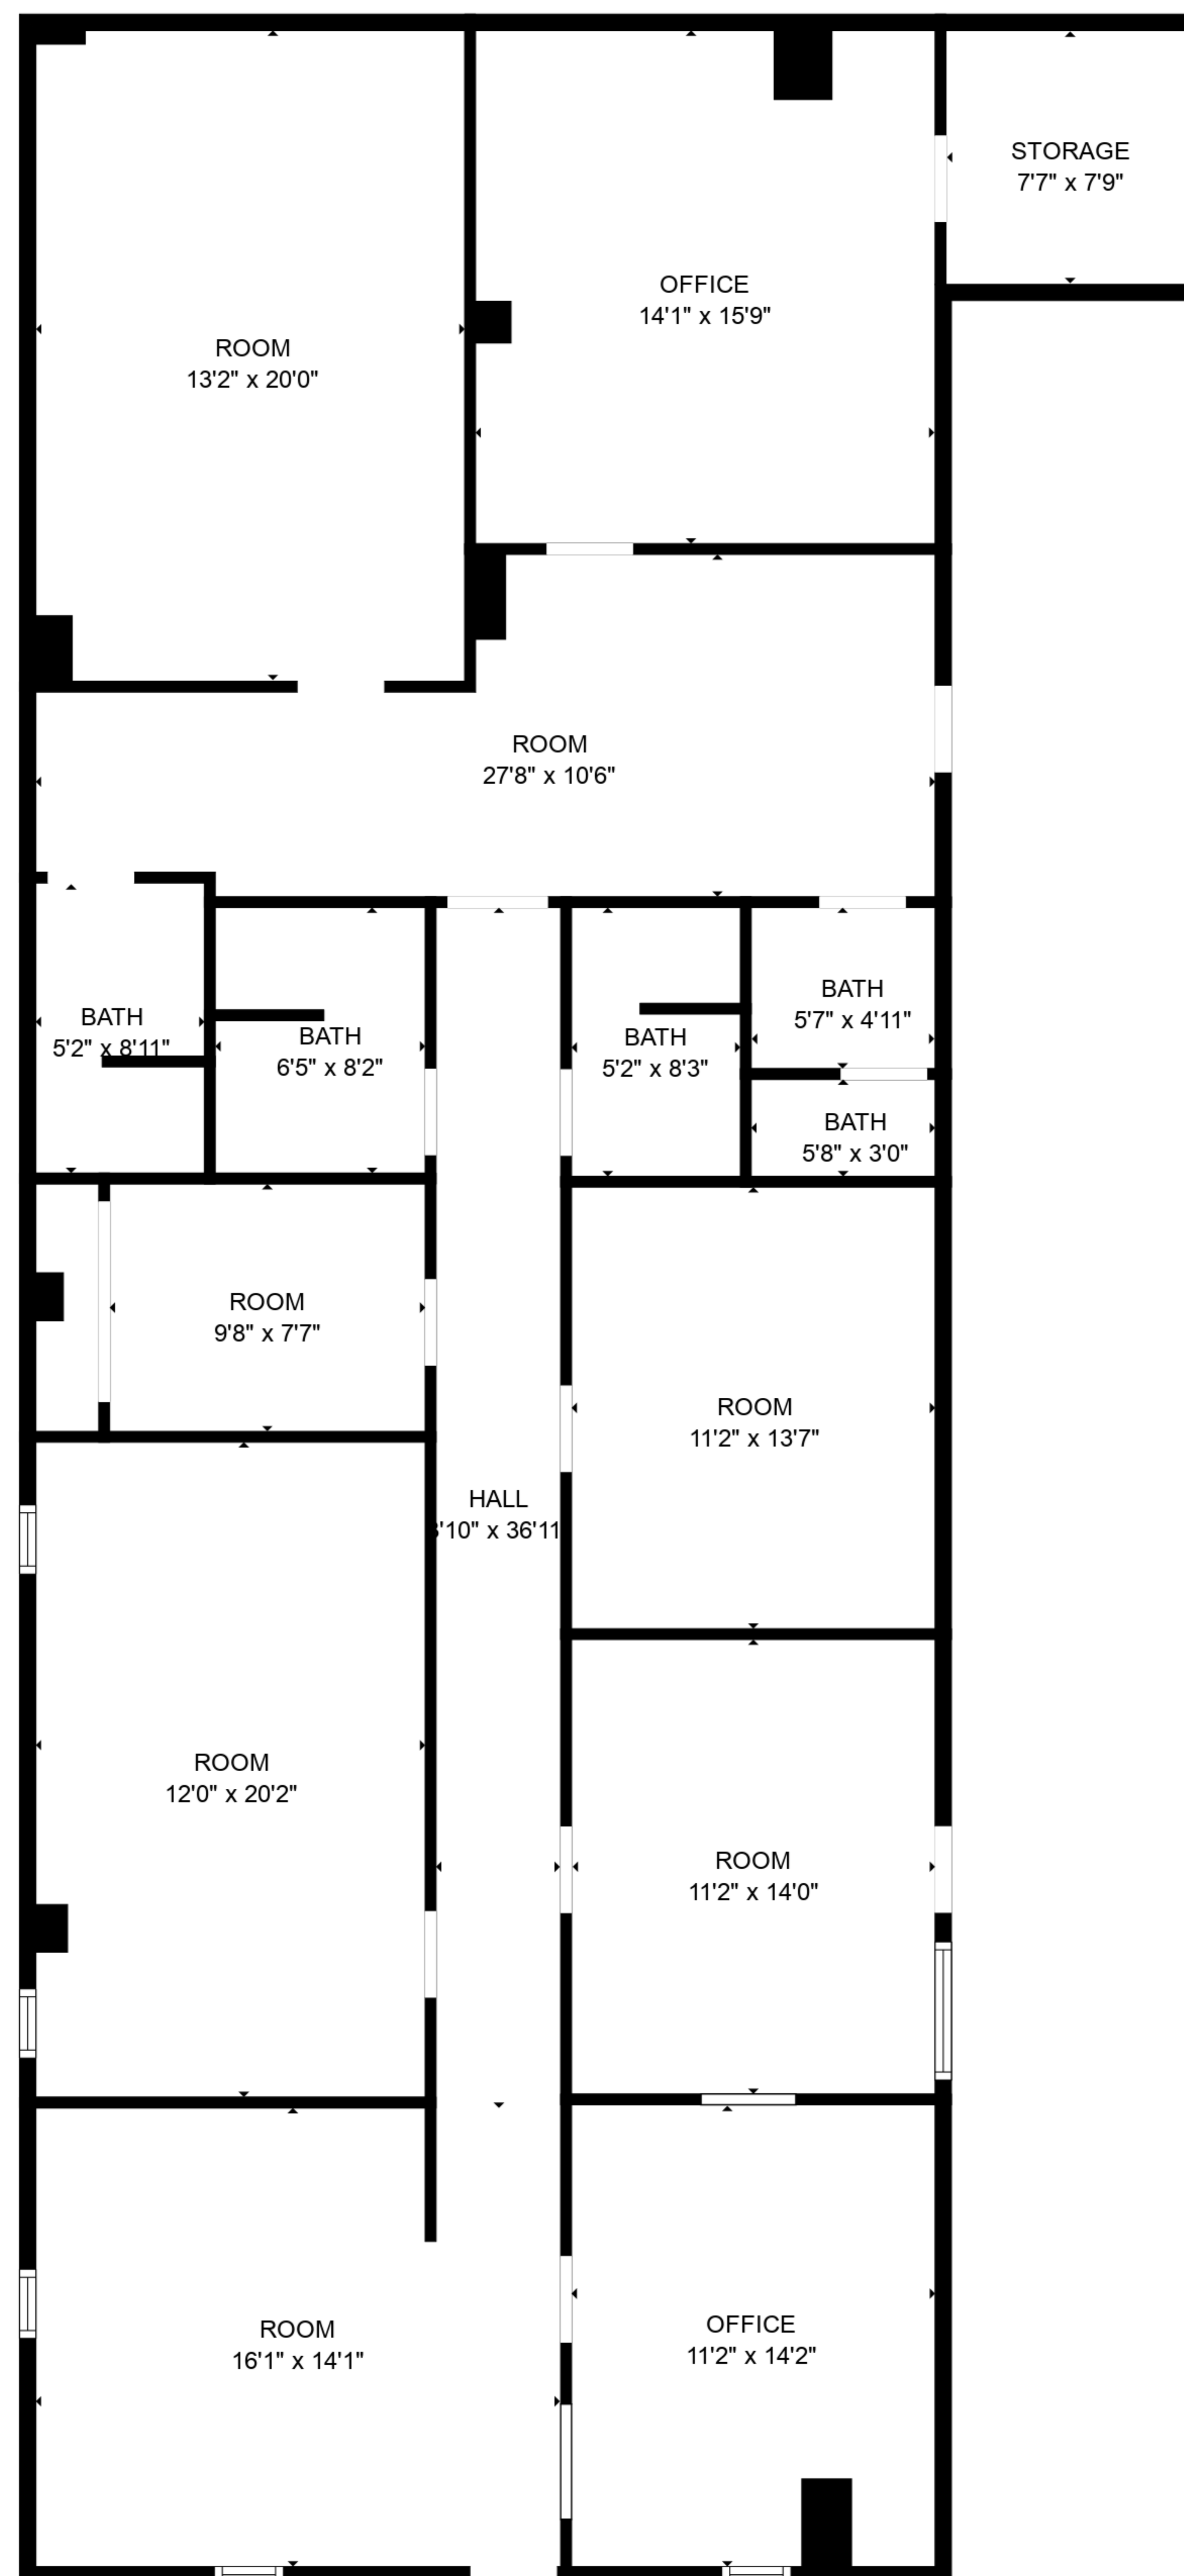 STORAGE
7'7" x 7'9"
OFFICE
14'1" x 15'9"
ROOM
13'2" x 20'0"
ROOM
27'8" x 10'6"
BATH
5'2" x 8'11"
BATH
6'5" x 8'2"
BATH
5'2" x 8'3"
BATH
5'7" x 4'11"
BATH
5'8" x 3'0"
ROOM
9'8" x 7'7"
ROOM
11'2" x 13'7"
HALL
'10" x 36'11
ROOM
12'0" x 20'2"
ROOM
11'2" x 14'0"
ROOM
16'1" x 14'1"
OFFICE
11'2" x 14'2"